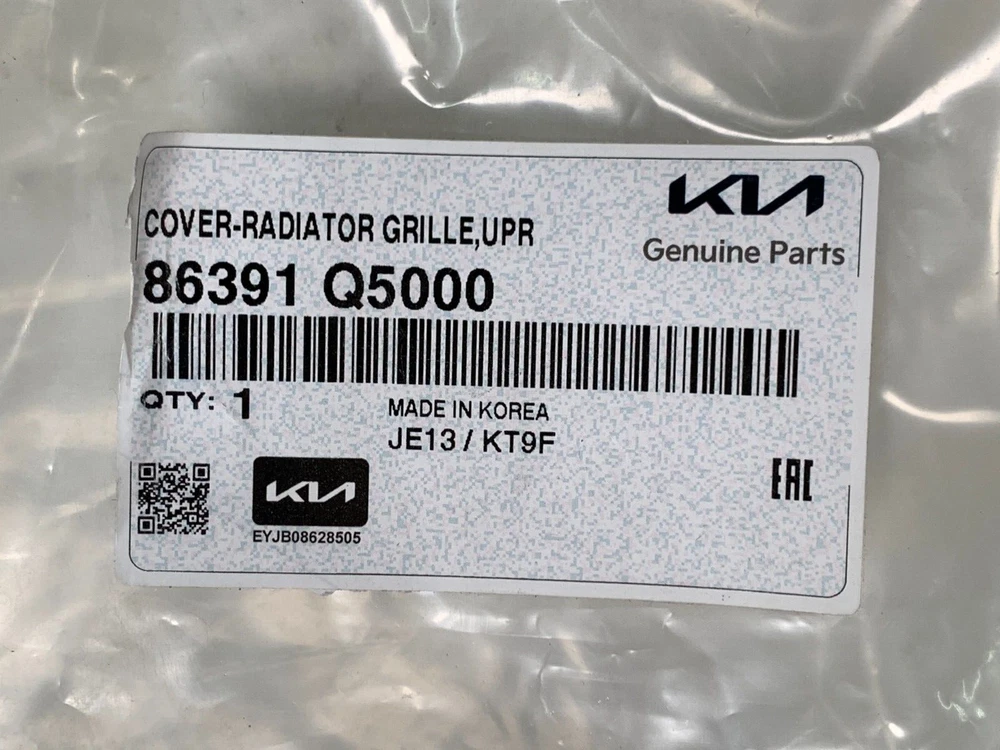 KIA
Genuine Parts
COVER-RADIATOR GRILLE,UPR
86391 Q5000
QTY: 1
MADE IN KOREA
JE13 / KT9F
EAC
KIA
EYJB08628505